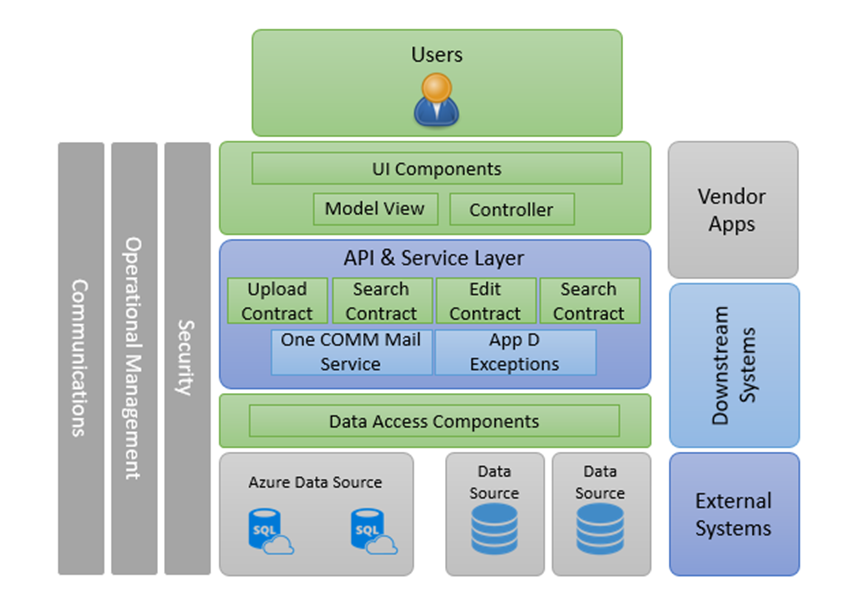 Users
UI Components
Model View
Controller
API & Service Layer
Upload
Contract
Search
Contract
Edit
Contract
Search
Contract
One COMM Mail
Service
App D
Exceptions
Data Access Components
Azure Data Source
SQL
SQL
Data
Source
Data
Source
Communications
Operational Management
Security
Vendor
Apps
Downstream
Systems
External
Systems